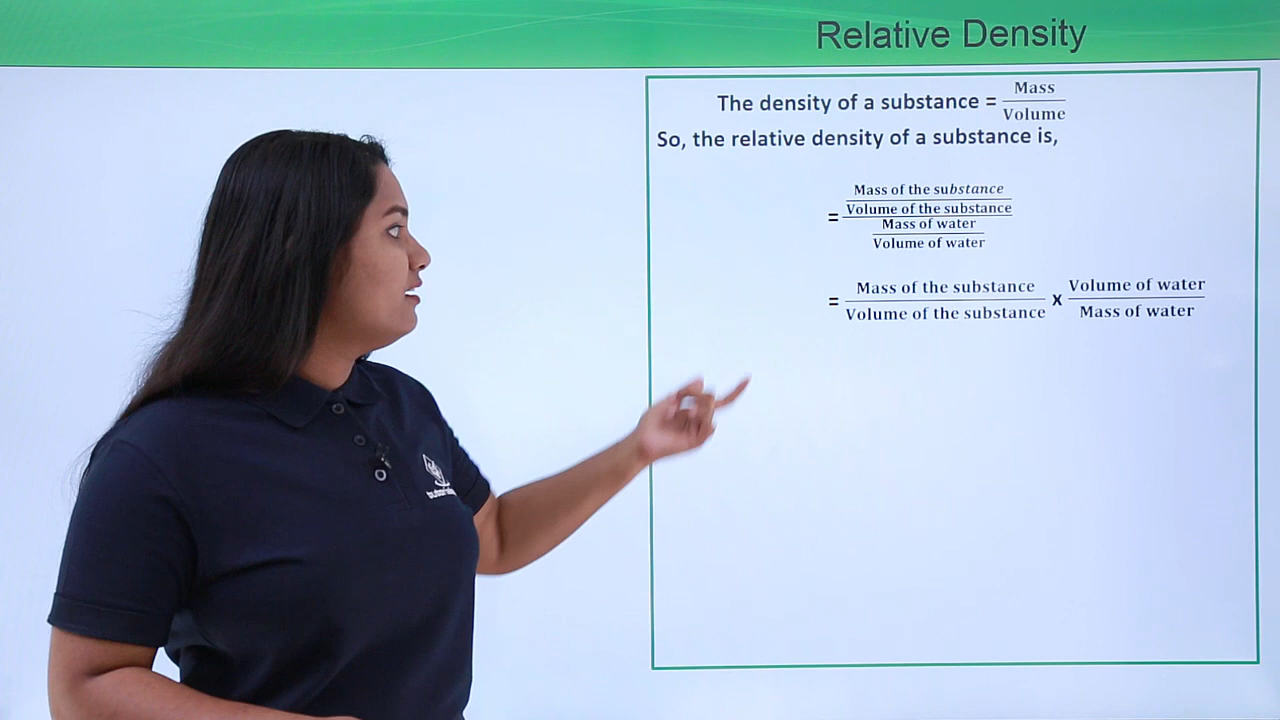 Relative Density
The density of a substance = Mass / Volume
So, the relative density of a substance is,
= Mass of the substance / Volume of the substance / Mass of water / Volume of water
= Mass of the substance / Volume of the substance x Volume of water / Mass of water